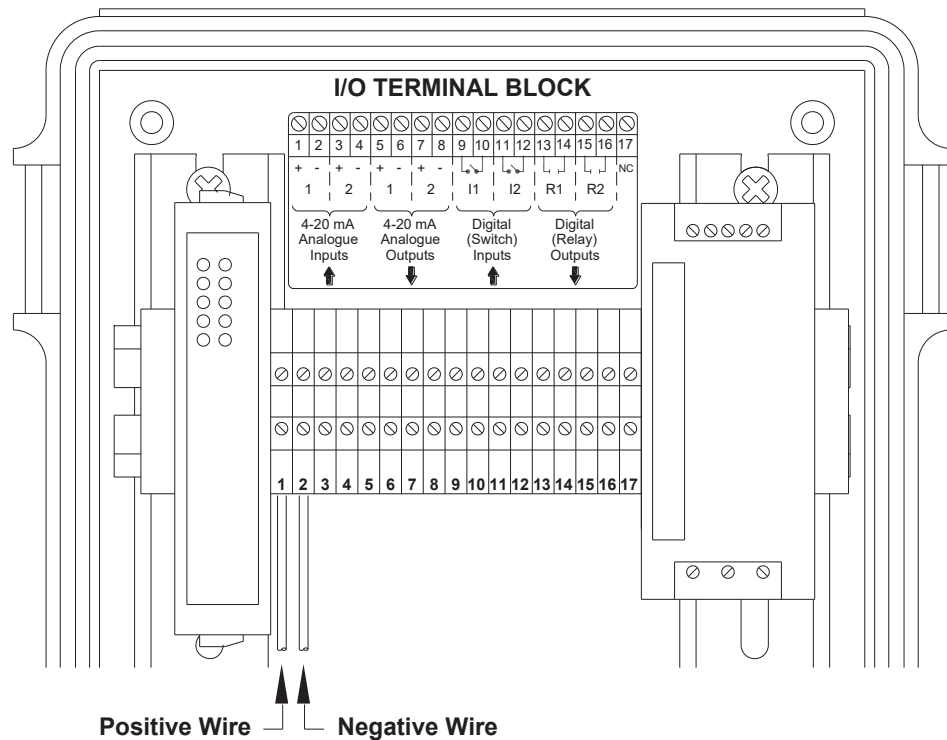 I/O TERMINAL BLOCK
1 2 3 4 5 6 7 8 9 10 11 12 13 14 15 16 17
+ - + - + - + - NC
1 2 1 2 I1 I2 R1 R2
4-20 mA 4-20 mA Digital Digital
Analogue Analogue (Switch) (Relay)
Inputs Outputs Inputs Outputs
1 2 3 4 5 6 7 8 9 10 11 12 13 14 15 16 17
Positive Wire Negative Wire